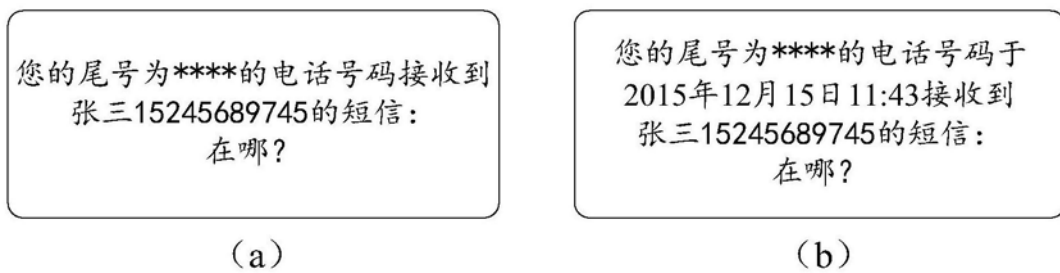 您的尾号为****的电话号码接收到
张三15245689745的短信：
在哪？
（a）
您的尾号为****的电话号码于
2015年12月15日11:43接收到
张三15245689745的短信：
在哪？
（b）